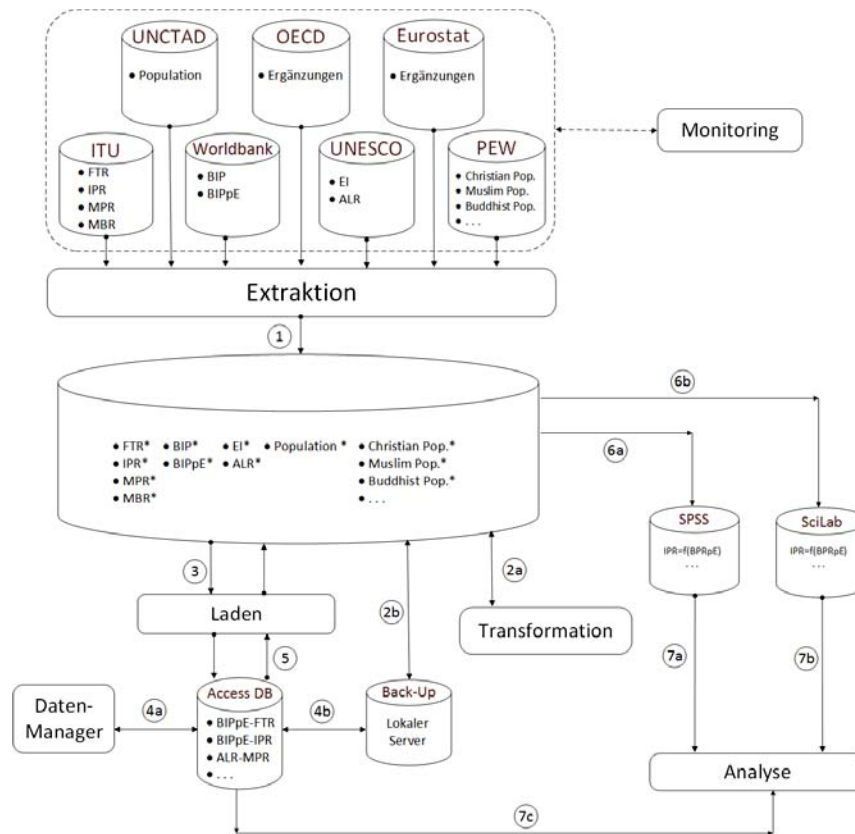 UNCTAD
• Population
OECD
• Ergänzungen
Eurostat
• Ergänzungen
Monitoring
ITU
• FTR
• IPR
• MPR
• MBR
Worldbank
• BIP
• BIPpE
UNESCO
• EI
• ALR
PEW
• Christian Pop.
• Muslim Pop.
• Buddhist Pop.
• . . .
Extraktion
1
6b
6a
• FTR* • BIP* • EI* • Population * • Christian Pop.*
• IPR* • BIPpE* • ALR* • Muslim Pop.*
• MPR* • Buddhist Pop.*
• MBR* • . . .
SPSS
IPR=f(BPRpE)
. . .
SciLab
IPR=f(BPRpE)
. . .
3
2a
2b
Laden
Transformation
5
7a
7b
Daten-
Manager
4a
Access DB
• BIPpE-FTR
• BIPpE-IPR
• ALR-MPR
• . . .
4b
Back-Up
Lokaler
Server
Analyse
7c